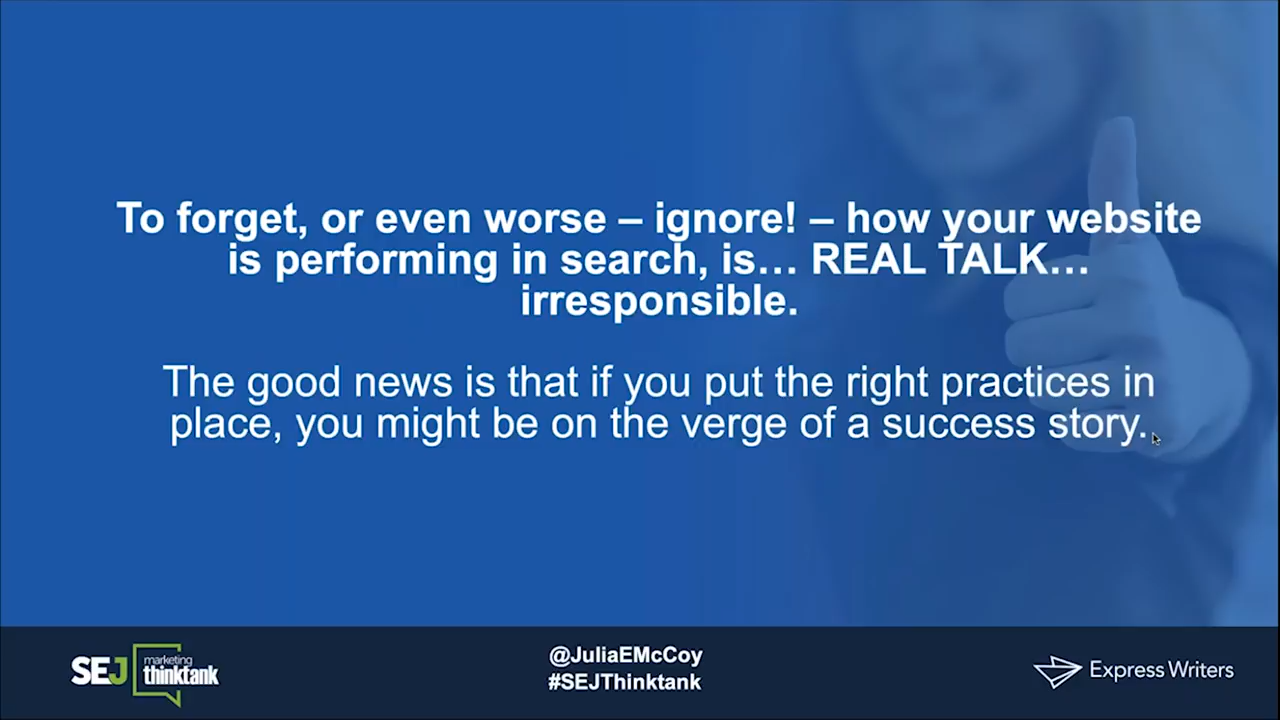 To forget, or even worse – ignore! – how your website
is performing in search, is… REAL TALK…
irresponsible.
The good news is that if you put the right practices in
place, you might be on the verge of a success story.
SEJ marketing
thinktank
@JuliaEMcCoy
#SEJThinktank
Express Writers